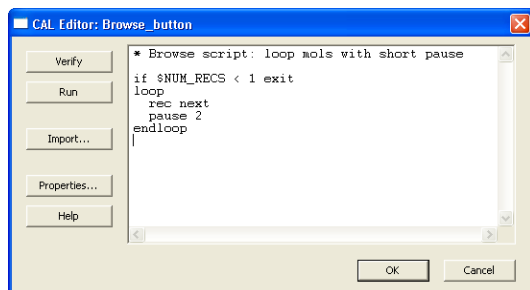 CAL Editor: Browse_button
Verify
Run
Import...
Properties...
Help
* Browse script: loop mols with short pause
if $NUM_RECS < 1 exit
loop
  rec next
  pause 2
endloop
OK
Cancel